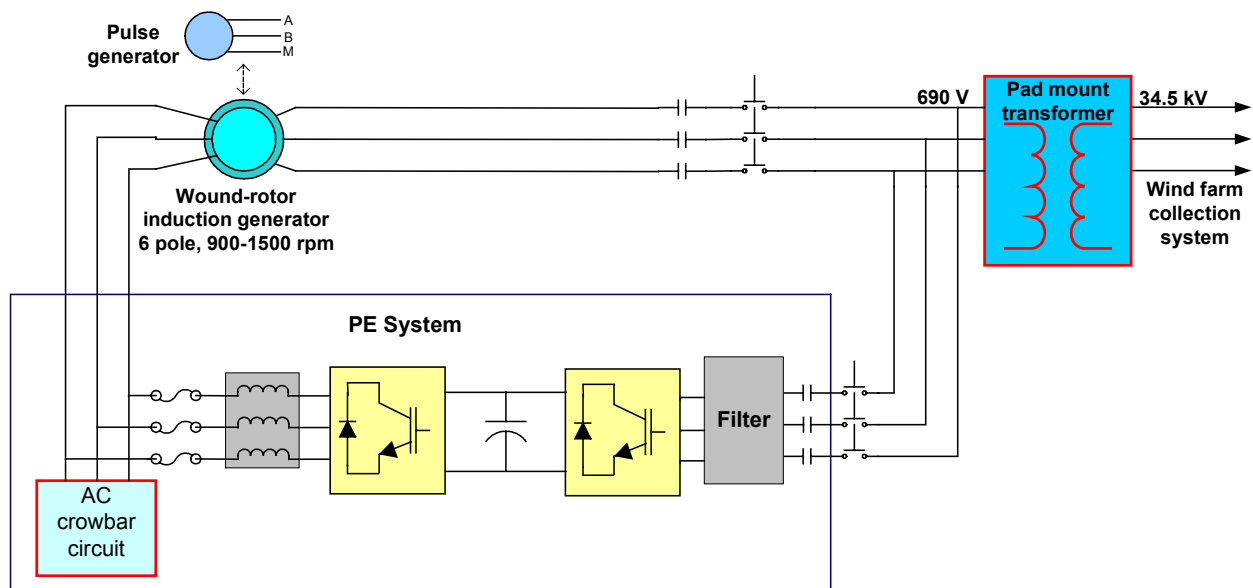 Pulse
generator
A
B
M
690 V
Pad mount
transformer
34.5 kV
Wound-rotor
induction generator
6 pole, 900-1500 rpm
Wind farm
collection
system
PE System
Filter
AC
crowbar
circuit